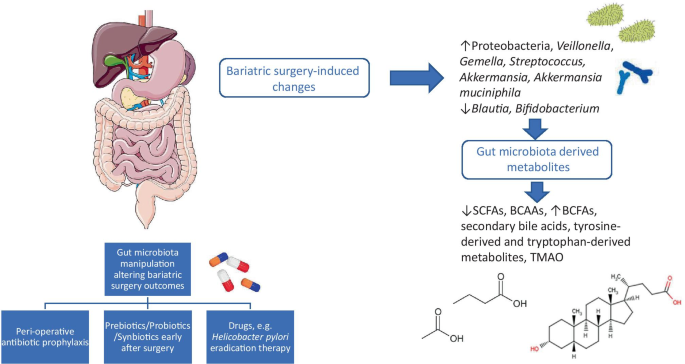 Bariatric surgery-induced
changes
↑Proteobacteria, Veillonella,
Gemella, Streptococcus,
Akkermansia, Akkermansia
muciniphila
↓Blautia, Bifidobacterium
Gut microbiota derived
metabolites
↓SCFAs, BCAAs, ↑BCFAs,
secondary bile acids, tyrosine-
derived and tryptophan-derived
metabolites, TMAO
Gut microbiota
manipulation
altering bariatric
surgery outcomes
Peri-operative
antibiotic prophylaxis
Prebiotics/Probiotics
/Synbiotics early
after surgery
Drugs, e.g.
Helicobacter pylori
eradication therapy
O
OH
O
OH
H₃C
O
OH
CH₃
CH₃
H
H
H
H
H
HO